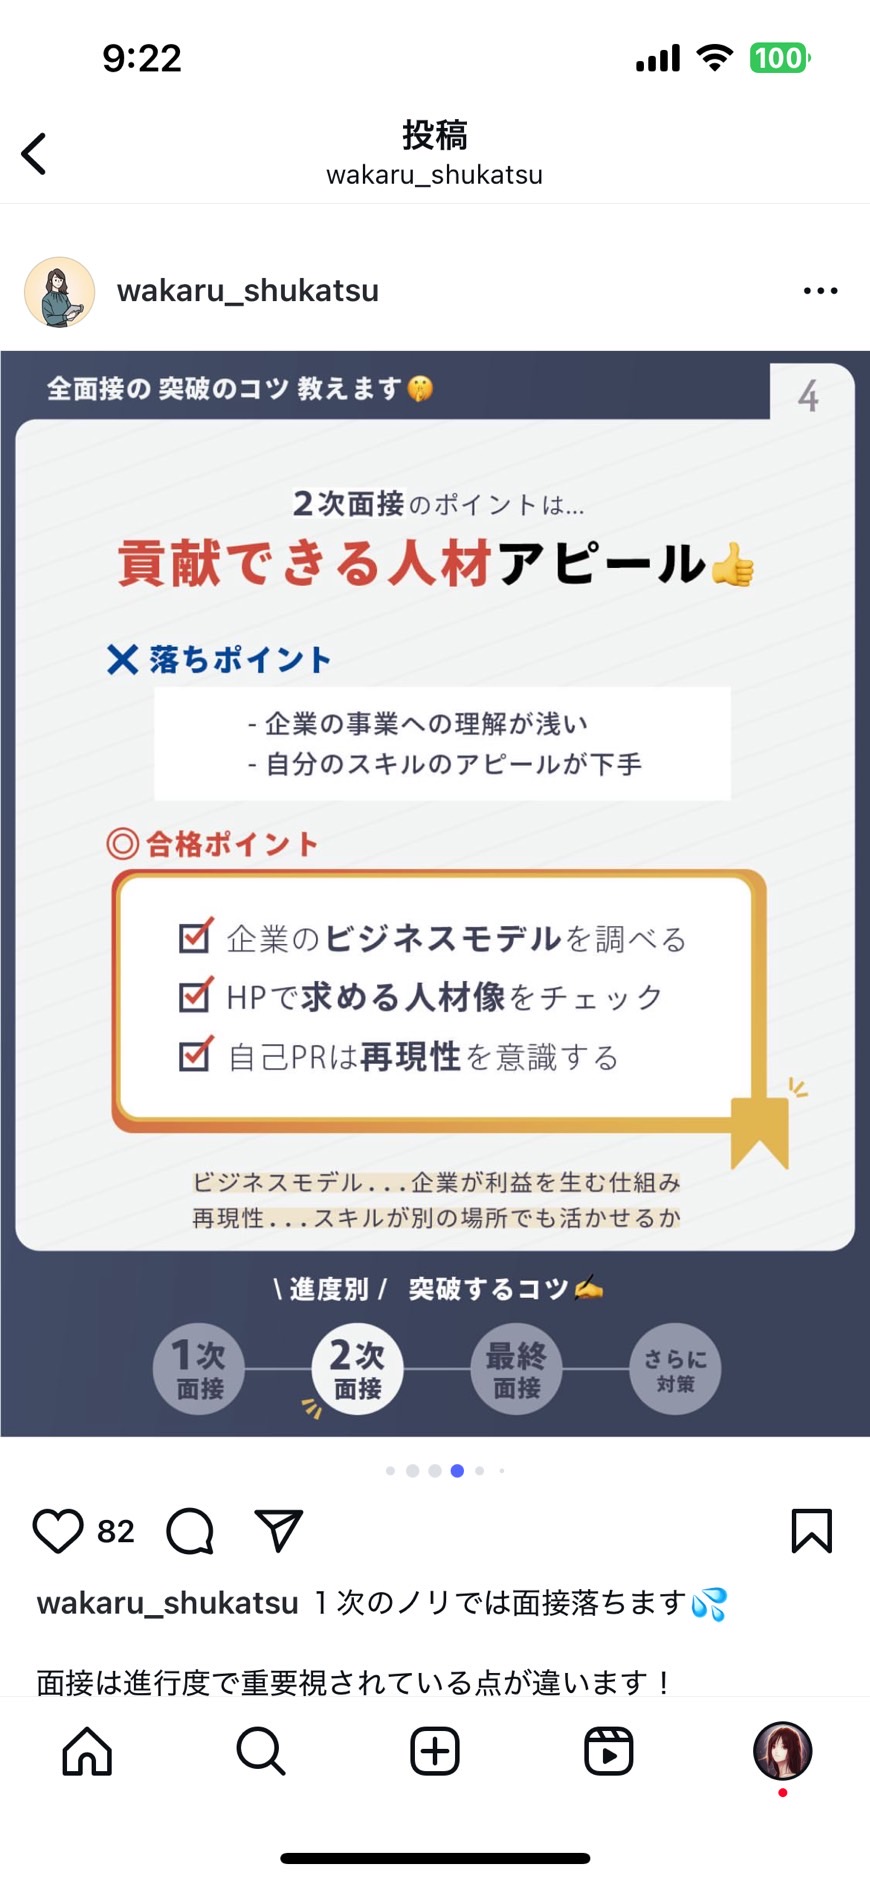 9:22
100
投稿
wakaru_shukatsu
wakaru_shukatsu
全面接の 突破のコツ 教えます🤫
4
2次面接のポイントは...
貢献できる人材アピール👍
✕ 落ちポイント
- 企業の事業への理解が浅い
- 自分のスキルのアピールが下手
◎合格ポイント
企業のビジネスモデルを調べる
HPで求める人材像をチェック
自己PRは再現性を意識する
ビジネスモデル...企業が利益を生む仕組み
再現性...スキルが別の場所でも活かせるか
\ 進度別 / 突破するコツ✍️
1次面接
2次面接
最終面接
さらに対策
82
wakaru_shukatsu 1次のノリでは面接落ちます💦
面接は進行度で重要視されている点が違います！